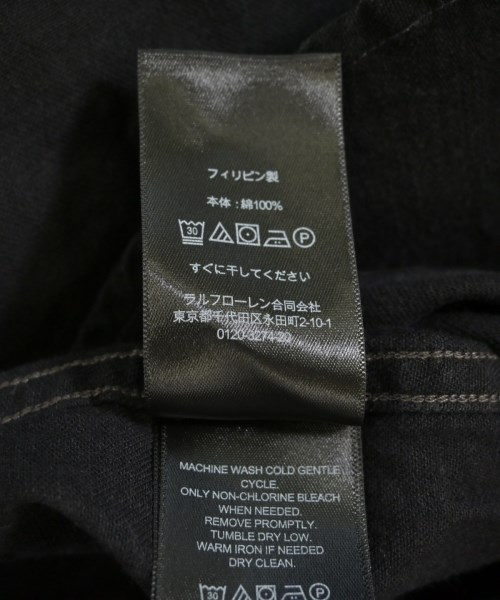 フィリピン製
本体:綿100%
30 P
すぐに干してください
ラルフローレン合同会社
東京都千代田区永田町2-10-1
0120-3274-20
MACHINE WASH COLD GENTLE
CYCLE.
ONLY NON-CHLORINE BLEACH
WHEN NEEDED.
REMOVE PROMPTLY.
TUMBLE DRY LOW.
WARM IRON IF NEEDED
DRY CLEAN.
30 P